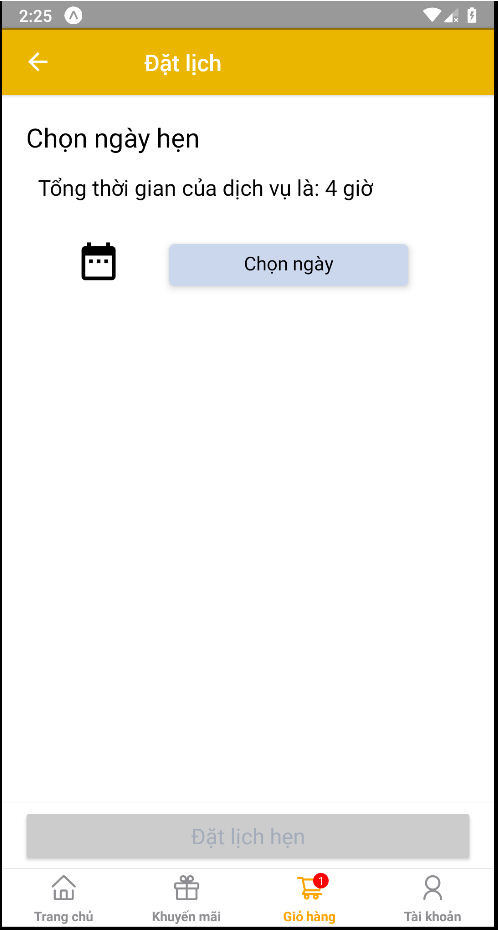 2:25
Đặt lịch
Chọn ngày hẹn
Tổng thời gian của dịch vụ là: 4 giờ
Chọn ngày
Đặt lịch hẹn
1
Trang chủ
Khuyến mãi
Giỏ hàng
Tài khoản